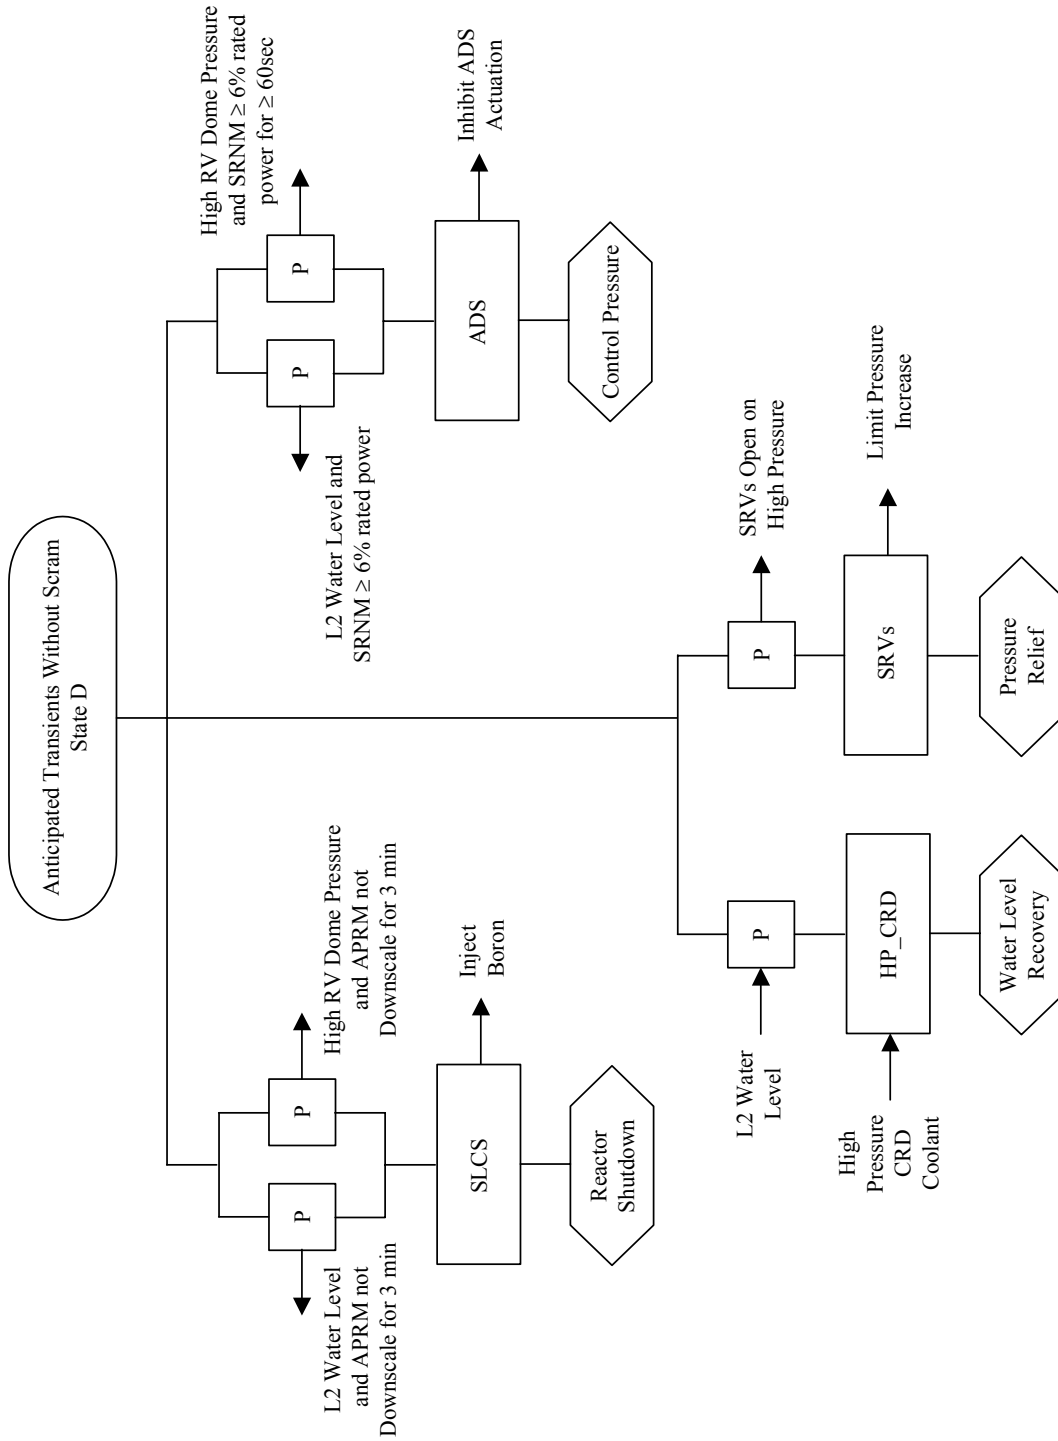 Anticipated Transients Without Scram
State D
L2 Water Level
and APRM not
Downscale for 3 min
P
P
High RV Dome Pressure
and APRM not
Downscale for 3 min
SLCS
Inject
Boron
Reactor
Shutdown
L2 Water Level and
SRNM ≥ 6% rated power
P
P
High RV Dome Pressure
and SRNM ≥ 6% rated
power for ≥ 60sec
ADS
Inhibit ADS
Actuation
Control Pressure
L2 Water
Level
P
High
Pressure
CRD
Coolant
HP_CRD
Water Level
Recovery
P
SRVs Open on
High Pressure
SRVs
Limit Pressure
Increase
Pressure
Relief